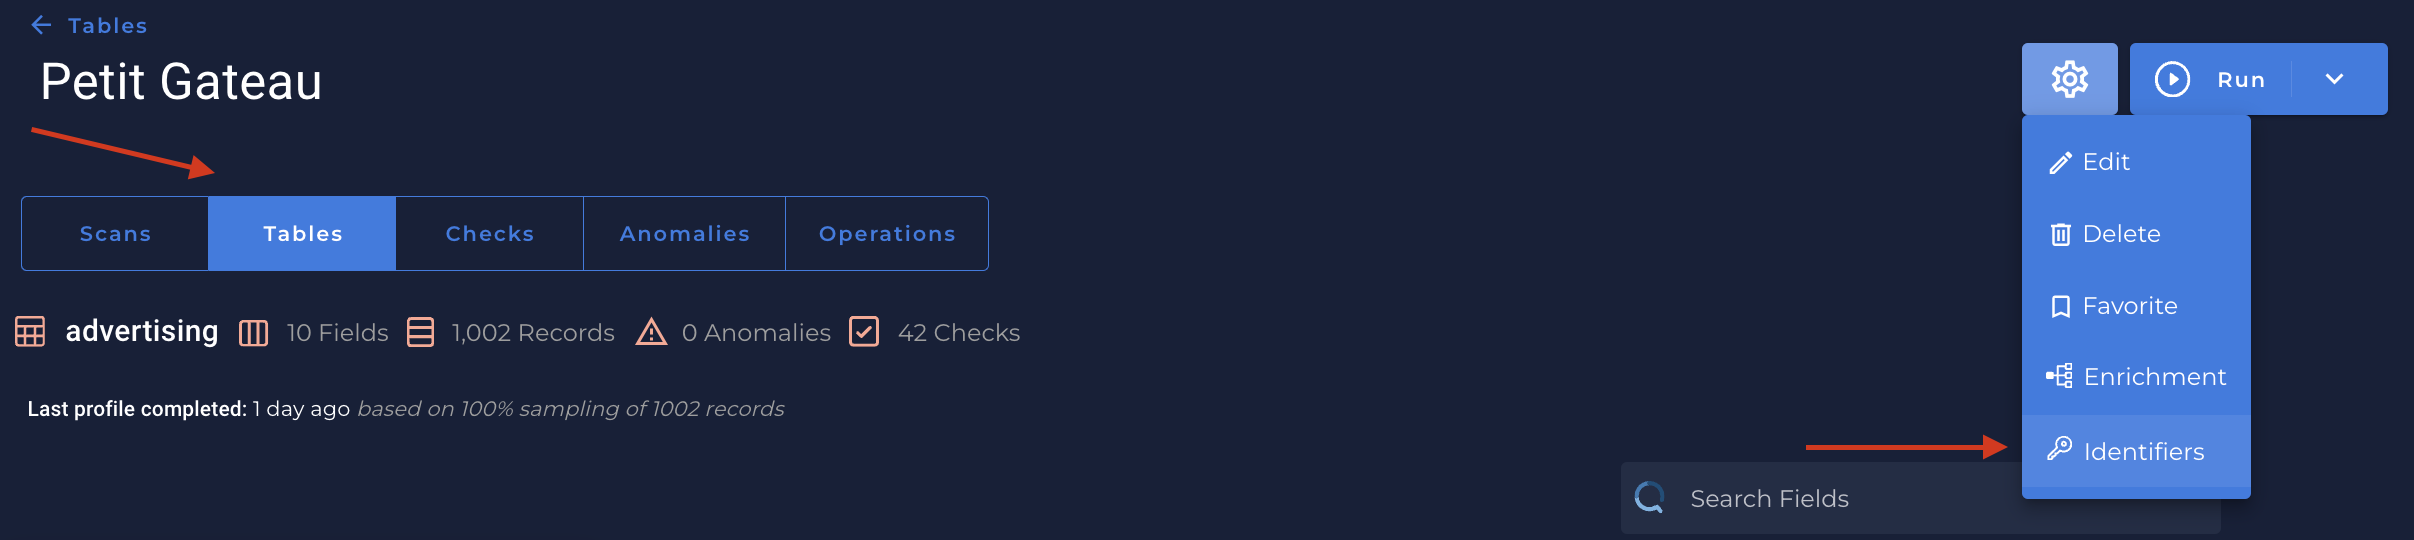 Tables
Petit Gateau
Run
Edit
Delete
Favorite
Enrichment
Identifiers
Scans Tables Checks Anomalies Operations
advertising 10 Fields 1,002 Records 0 Anomalies 42 Checks
Last profile completed: 1 day ago based on 100% sampling of 1002 records
Search Fields